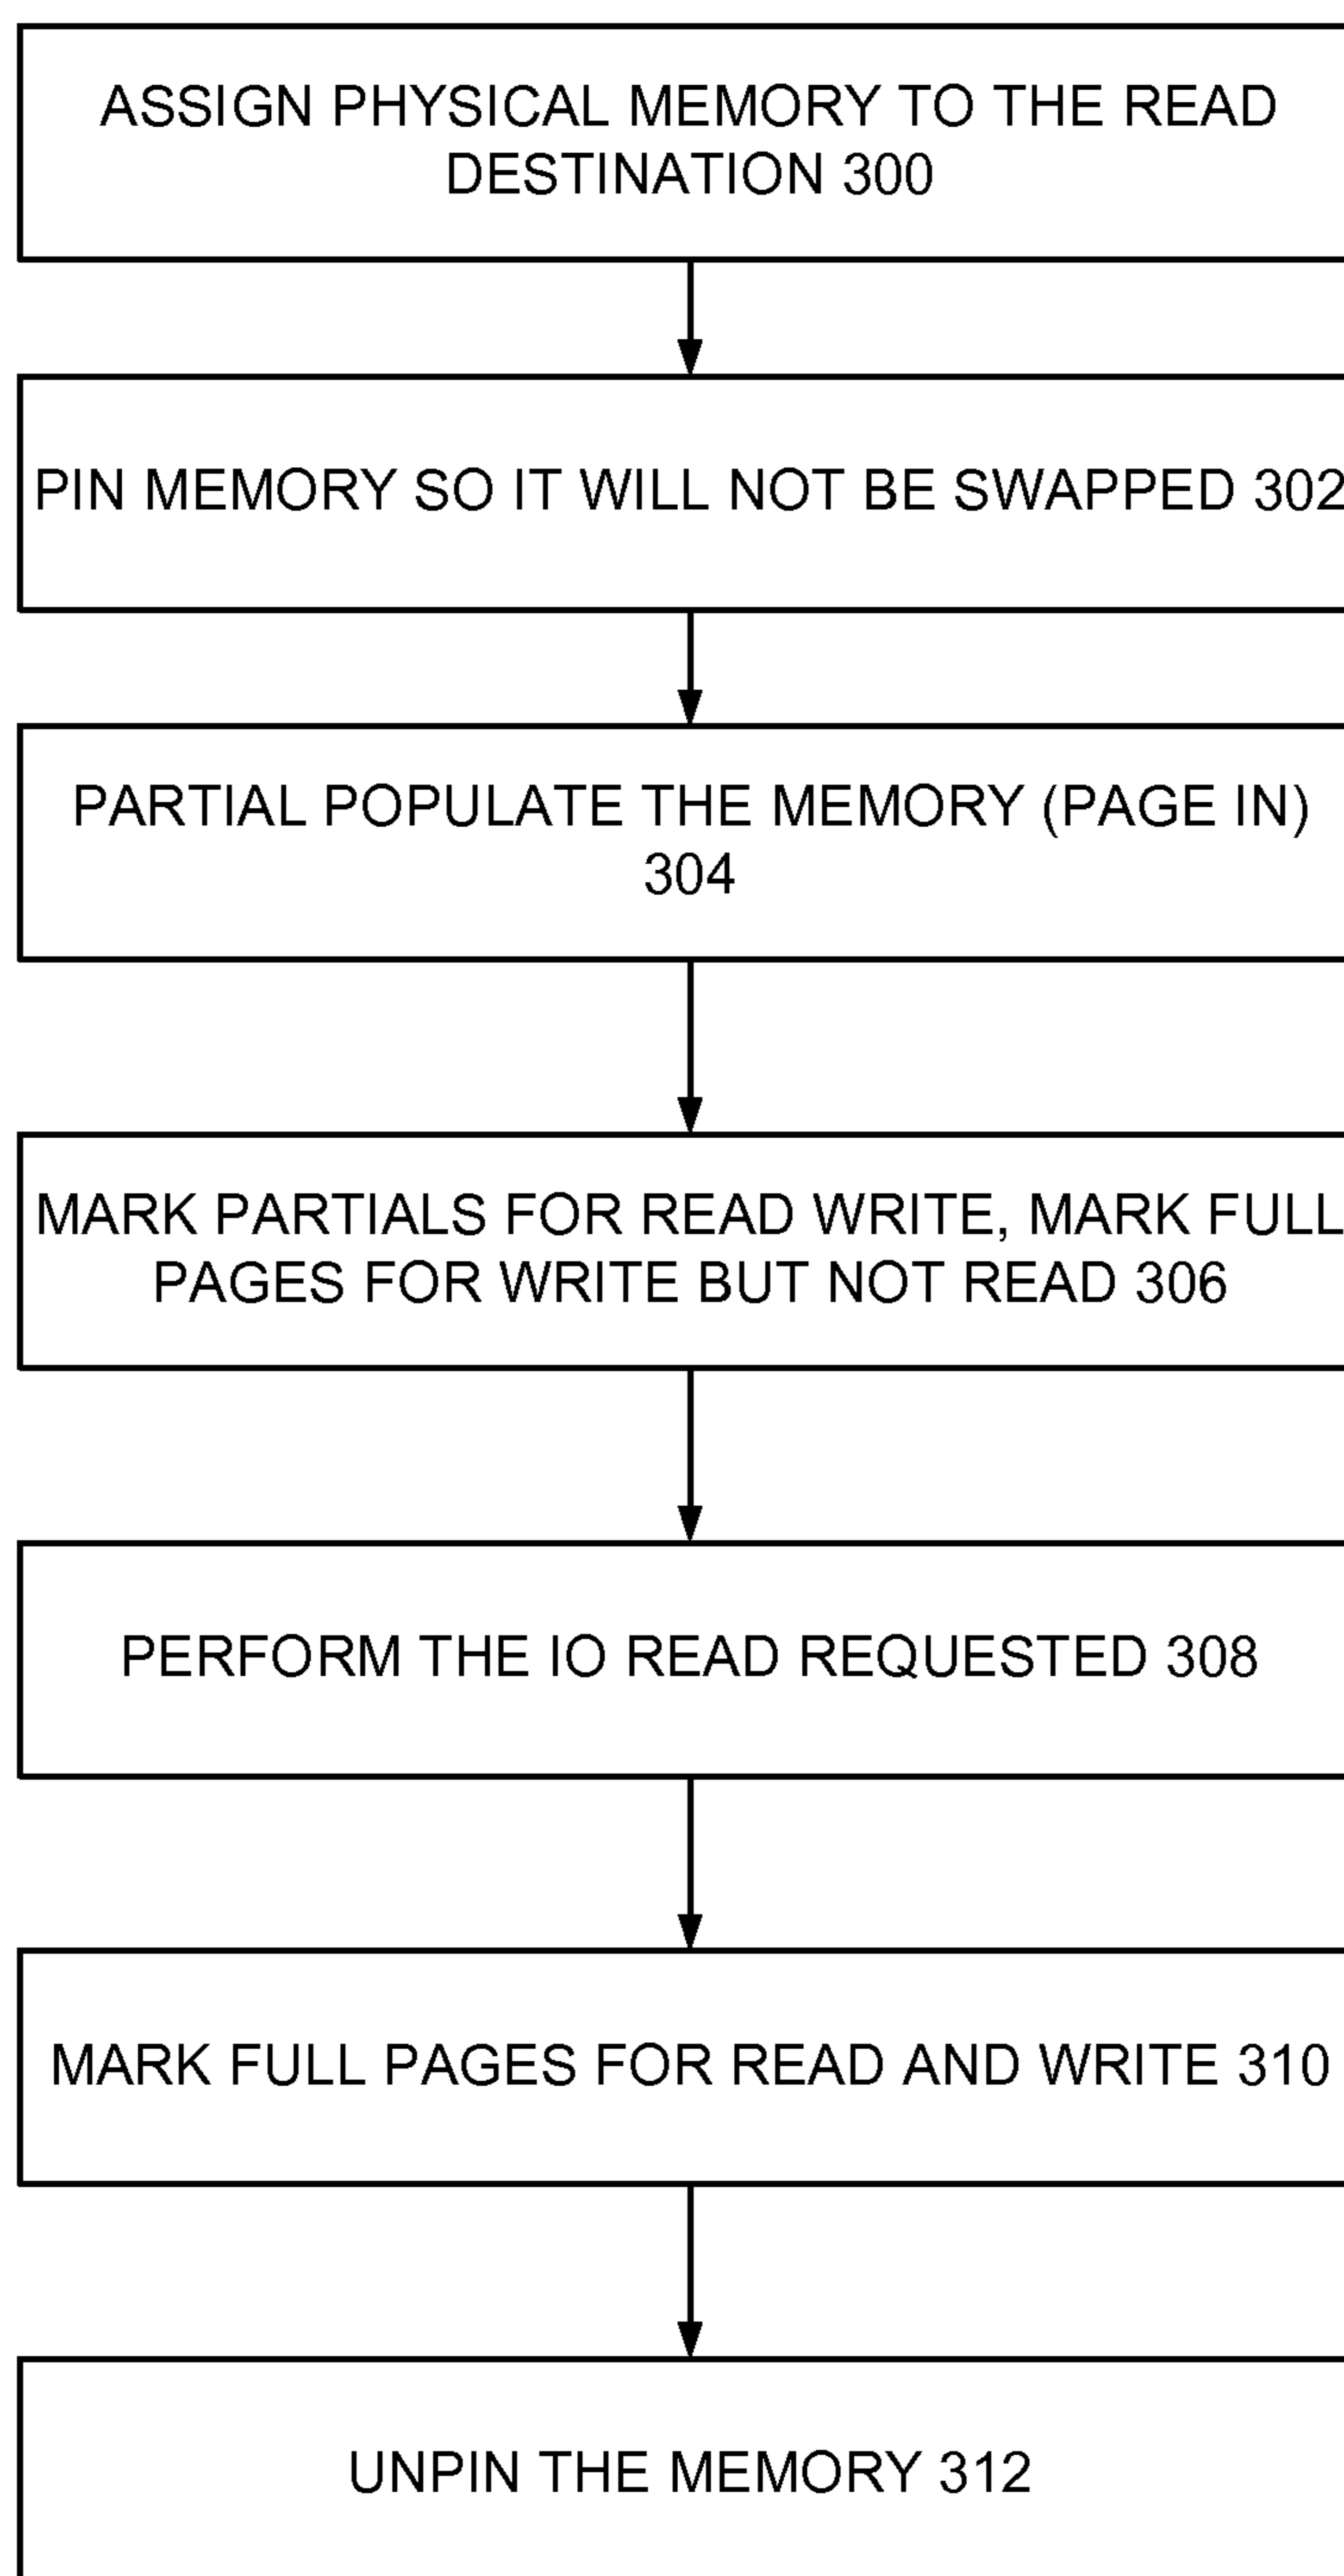 ASSIGN PHYSICAL MEMORY TO THE READ
DESTINATION 300
PIN MEMORY SO IT WILL NOT BE SWAPPED 302
PARTIAL POPULATE THE MEMORY (PAGE IN)
304
MARK PARTIALS FOR READ WRITE, MARK FULL
PAGES FOR WRITE BUT NOT READ 306
PERFORM THE IO READ REQUESTED 308
MARK FULL PAGES FOR READ AND WRITE 310
UNPIN THE MEMORY 312